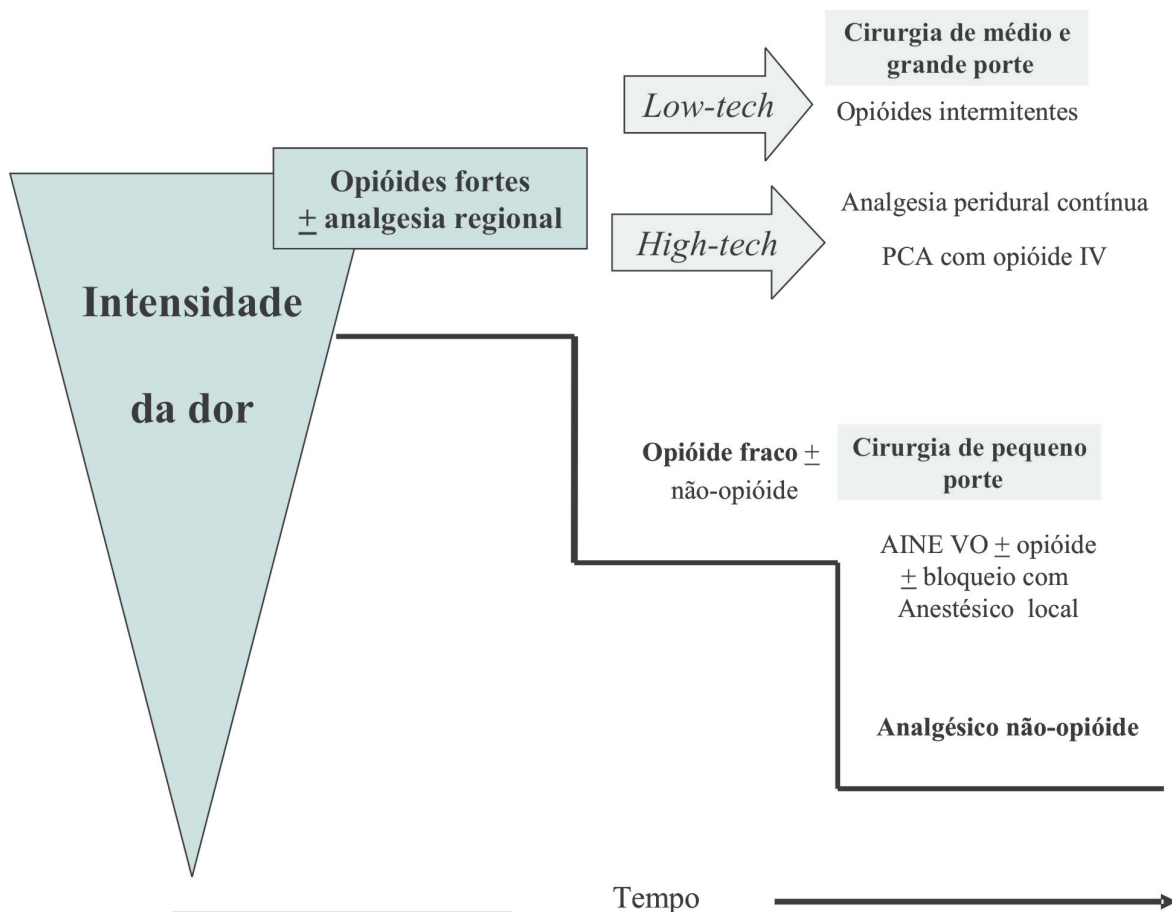 Cirurgia de médio e
grande porte
Low-tech
Opióides intermitentes
Opióides fortes
± analgesia regional
High-tech
Analgesia peridural contínua
PCA com opióide IV
Intensidade
da dor
Opióide fraco ±
não-opióide
Cirurgia de pequeno
porte
AINE VO ± opióide
± bloqueio com
Anestésico local
Analgésico não-opióide
Tempo